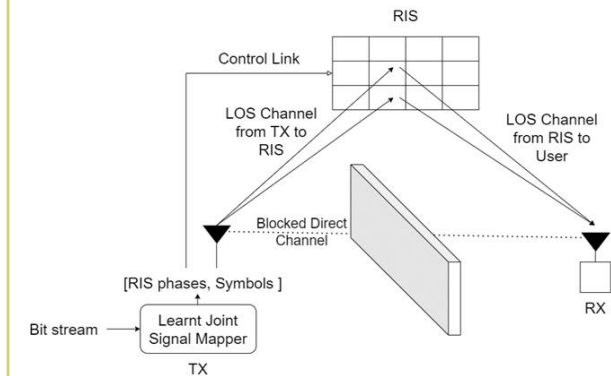 RIS
Control Link
LOS Channel
from TX to
RIS
LOS Channel
from RIS to
User
Blocked Direct
Channel
[RIS phases, Symbols ]
Bit stream
Learnt Joint
Signal Mapper
TX
RX